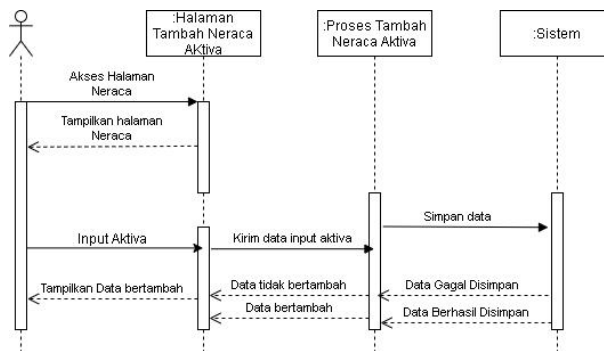 :Halaman
Tambah Neraca
AKtiva
:Proses Tambah
Neraca Aktiva
:Sistem
Akses Halaman
Neraca
Tampilkan halaman
Neraca
Simpan data
Input Aktiva
Kirim data input aktiva
Tampilkan Data bertambah
Data tidak bertambah
Data Gagal Disimpan
Data bertambah
Data Berhasil Disimpan